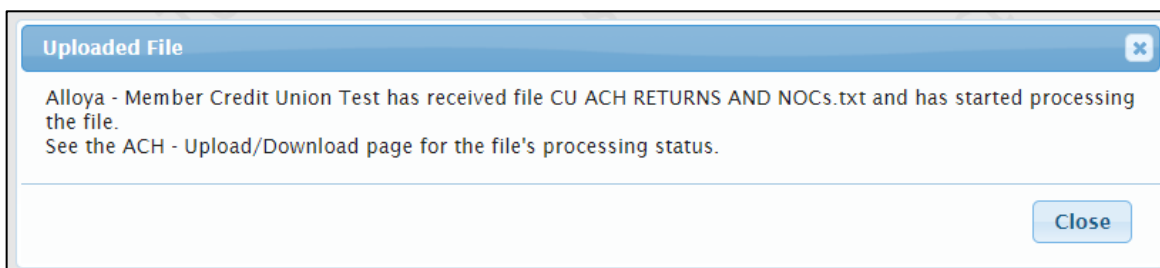 Uploaded File
Alloya - Member Credit Union Test has received file CU ACH RETURNS AND NOCs.txt and has started processing
the file.
See the ACH - Upload/Download page for the file's processing status.
Close